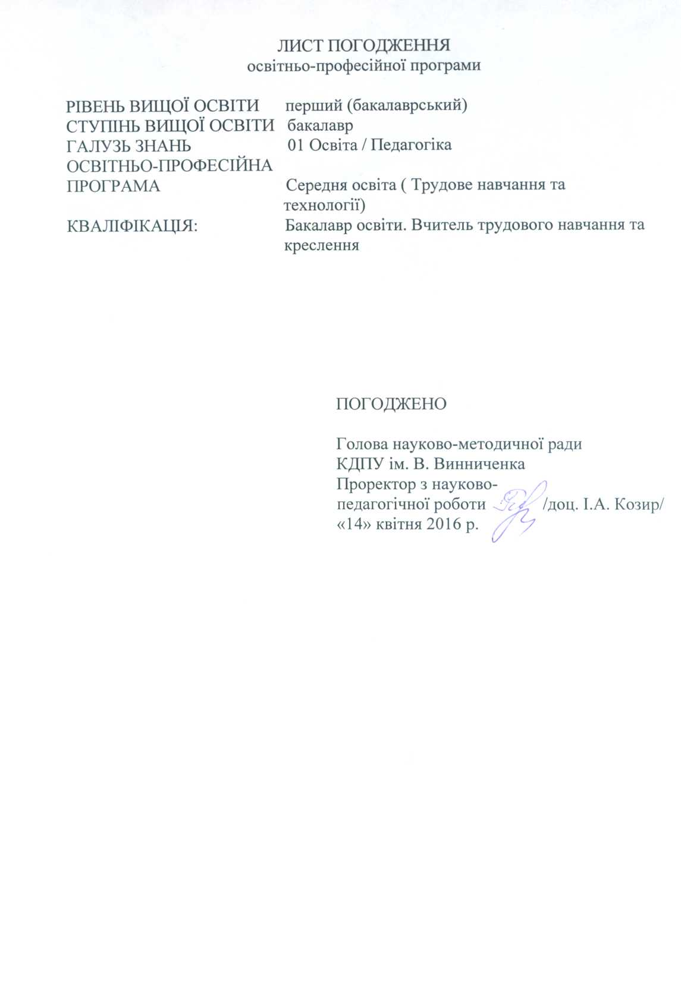 ЛИСТ ПОГОДЖЕННЯ
освітньо-професійної програми
РІВЕНЬ ВИЩОЇ ОСВІТИ перший (бакалаврський)
СТУПІНЬ ВИЩОЇ ОСВІТИ бакалавр
ГАЛУЗЬ ЗНАНЬ 01 Освіта / Педагогіка
ОСВІТНЬО-ПРОФЕСІЙНА
ПРОГРАМА Середня освіта ( Трудове навчання та
технології)
КВАЛІФІКАЦІЯ: Бакалавр освіти. Вчитель трудового навчання та
креслення
ПОГОДЖЕНО
Голова науково-методичної ради
КДПУ ім. В. Винниченка
Проректор з науково-
педагогічної роботи /доц. І.А. Козир/
«14» квітня 2016 р.